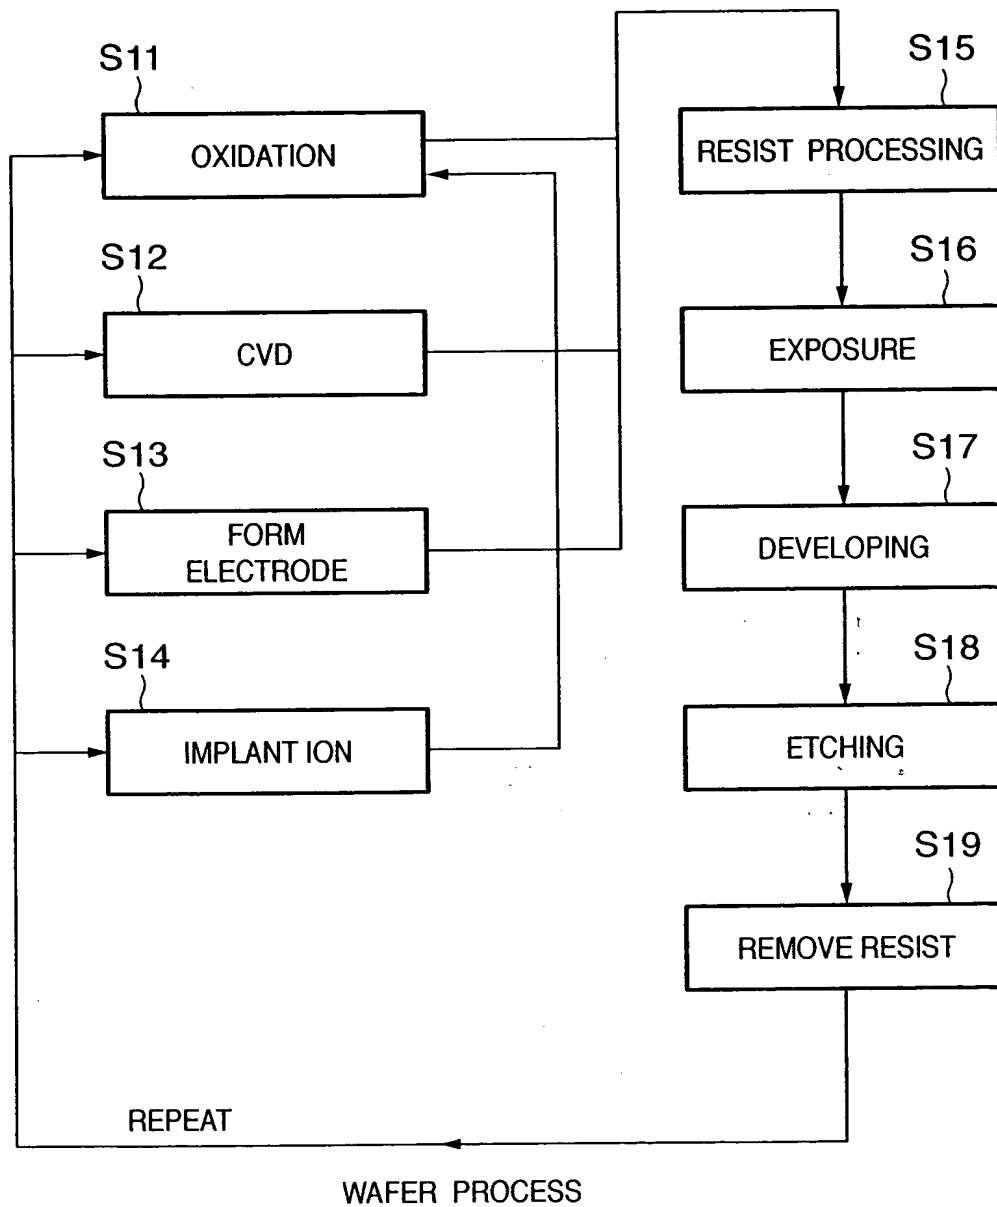 S11
OXIDATION
S12
CVD
S13
FORM
ELECTRODE
S14
IMPLANT ION
S15
RESIST PROCESSING
S16
EXPOSURE
S17
DEVELOPING
S18
ETCHING
S19
REMOVE RESIST
REPEAT
WAFER PROCESS